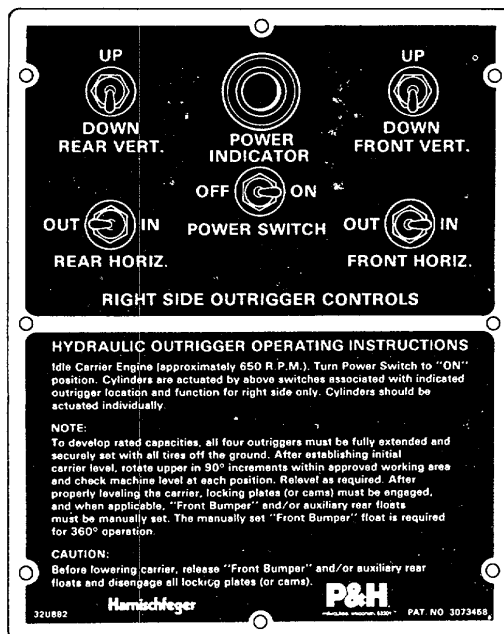 UP UP
DOWN DOWN
REAR VERT. POWER FRONT VERT.
INDICATOR
OFF ON
OUT IN POWER SWITCH OUT IN
REAR HORIZ. FRONT HORIZ.
RIGHT SIDE OUTRIGGER CONTROLS
HYDRAULIC OUTRIGGER OPERATING INSTRUCTIONS
Idle Carrier Engine (approximately 650 R.P.M.). Turn Power Switch to "ON"
position. Cylinders are actuated by above switches associated with indicated
outrigger location and function for right side only. Cylinders should be
actuated individually.
NOTE:
To develop rated capacities, all four outriggers must be fully extended and
securely set with all tires off the ground. After establishing initial
carrier level, rotate upper in 90° increments within approved working area
and check machine level at each position. Relevel as required. After
properly leveling the carrier, locking plates (or cams) must be engaged,
and when applicable, "Front Bumper" and/or auxiliary rear floats
must be manually set. The manually set "Front Bumper" float is required
for 360° operation.
CAUTION:
Before lowering carrier, release "Front Bumper" and/or auxiliary rear
floats and disengage all locking plates (or cams).
32U882 Harnischfeger P&H PAT. NO 3073458